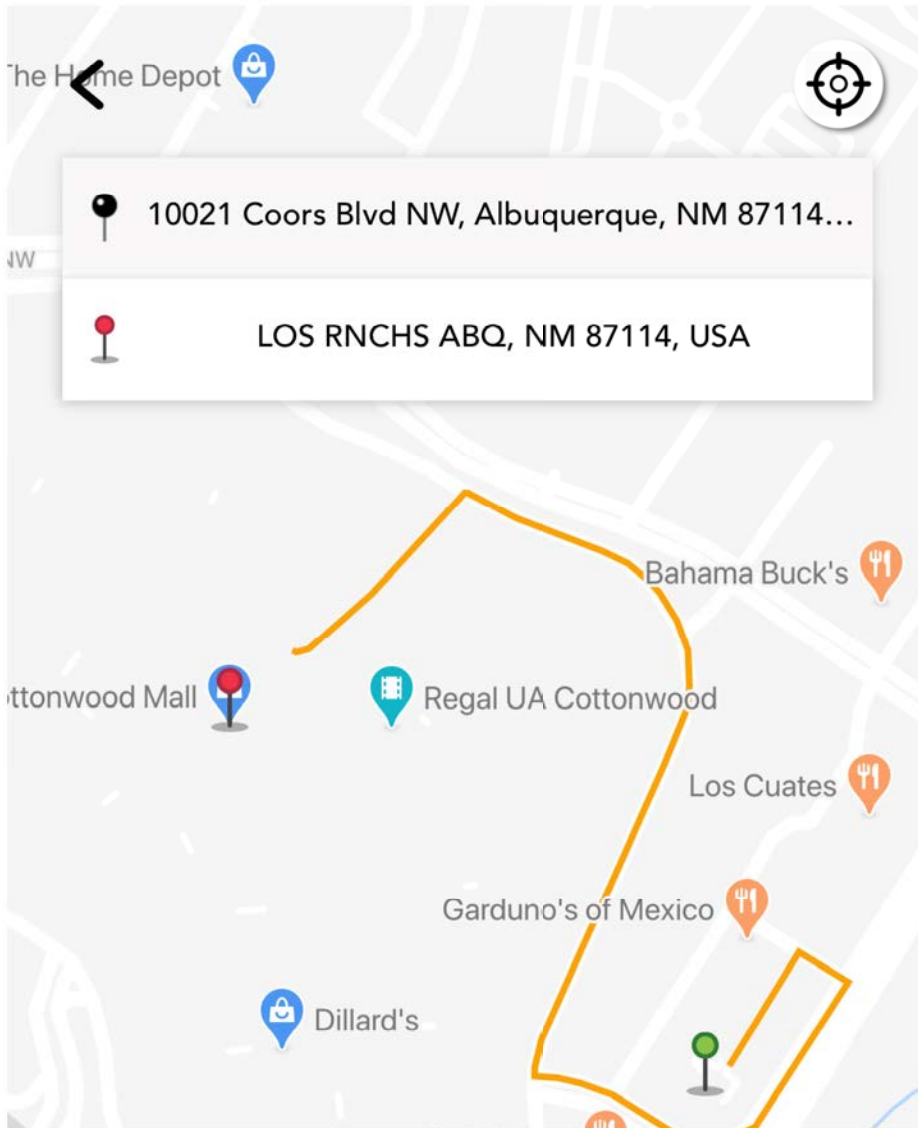 The Home Depot
10021 Coors Blvd NW, Albuquerque, NM 87114...
NW
LOS RNCHS ABQ, NM 87114, USA
Bahama Buck's
ttonwood Mall
Regal UA Cottonwood
Los Cuates
Garduno's of Mexico
Dillard's